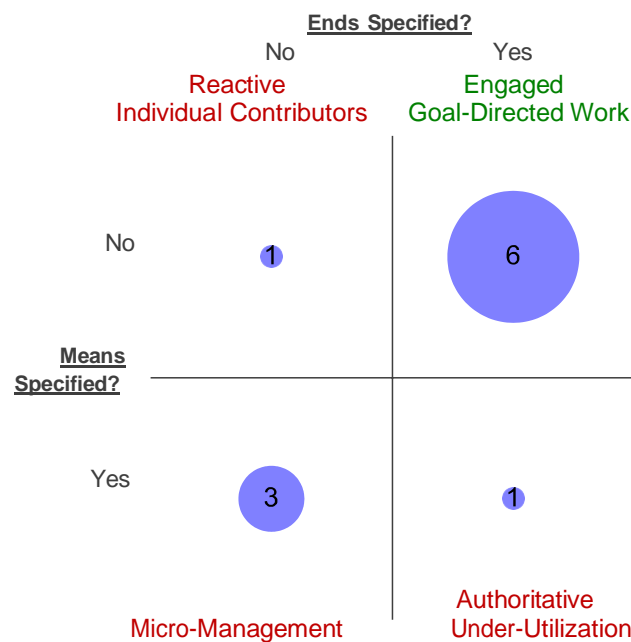 Ends Specified?
No Yes
Reactive Engaged
Individual Contributors Goal-Directed Work
No 1 6
Means
Specified?
Yes 3 1
Authoritative
Micro-Management Under-Utilization